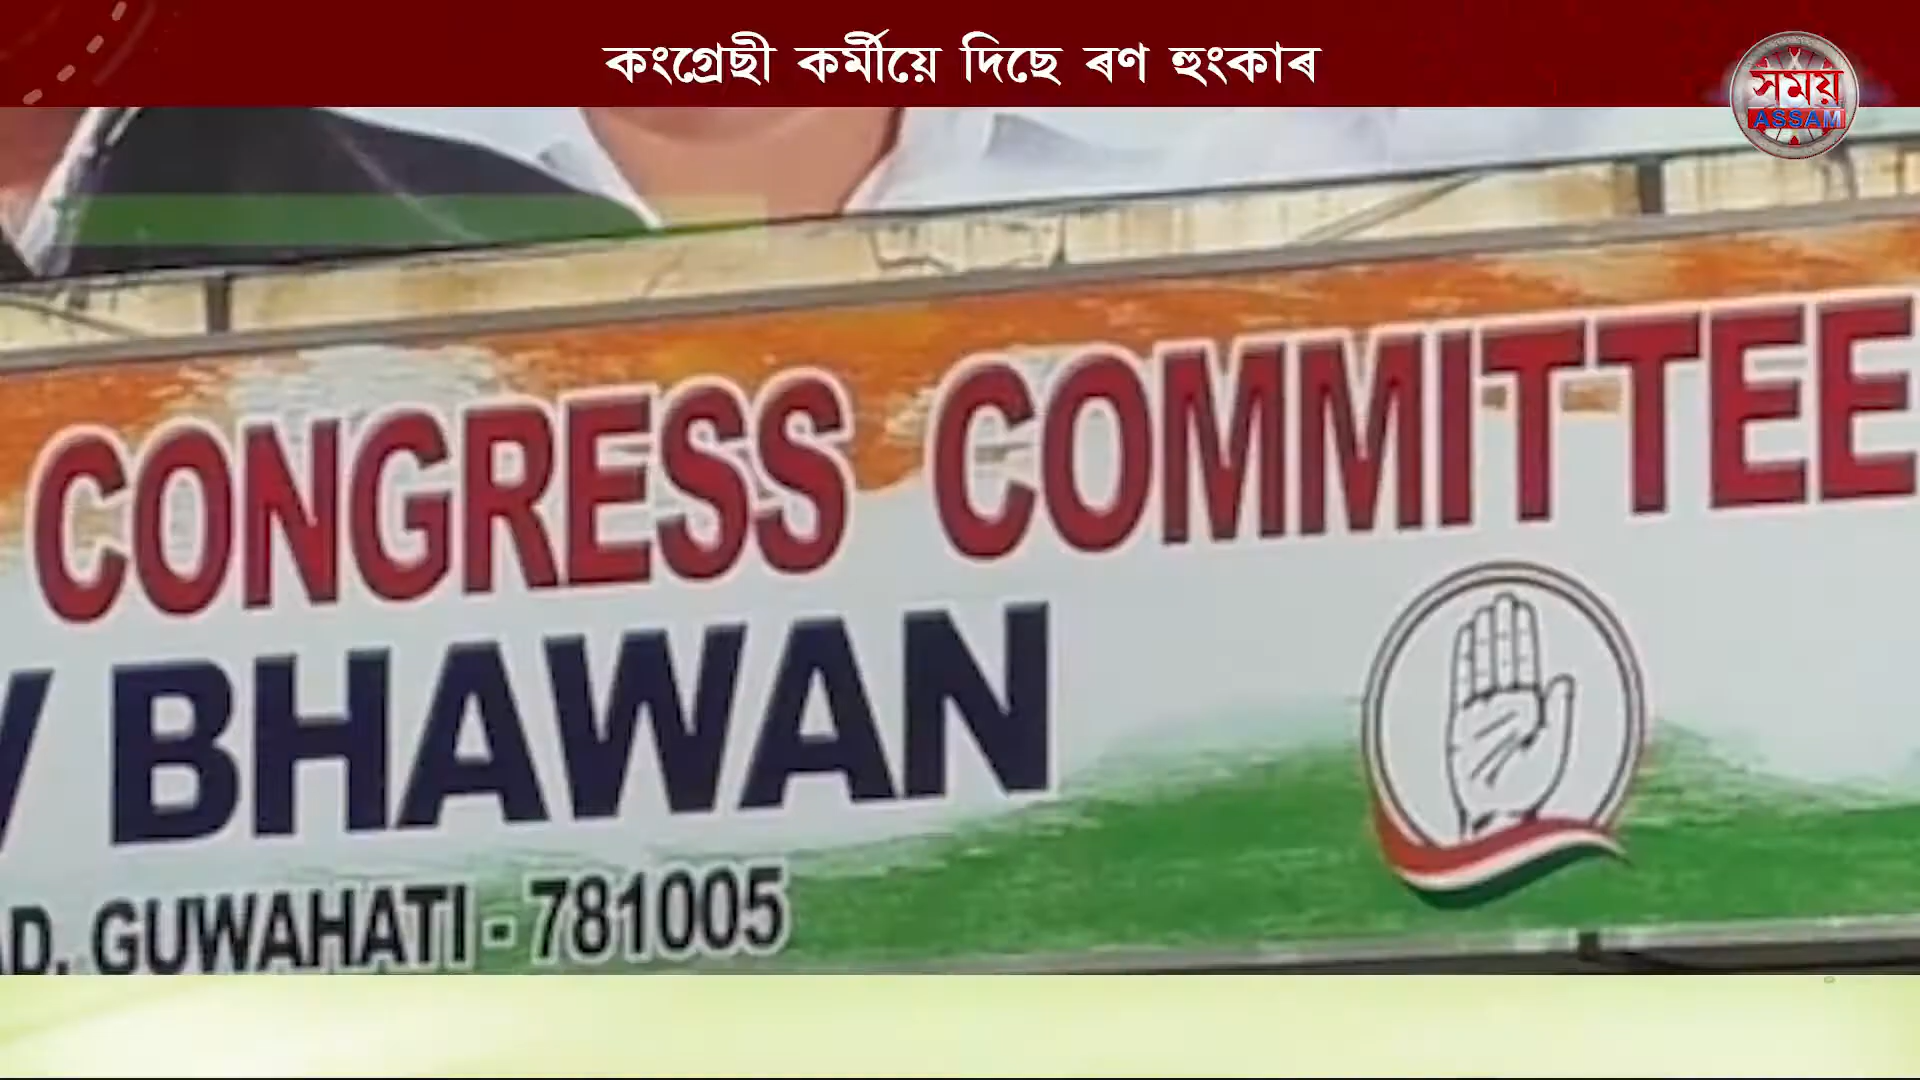 কংগ্ৰেছী কৰ্মীয়ে দিছে ৰণ হুংকাৰ
সময়
ASSAM
CONGRESS COMMITTEE
BHAWAN
GUWAHATI - 781005